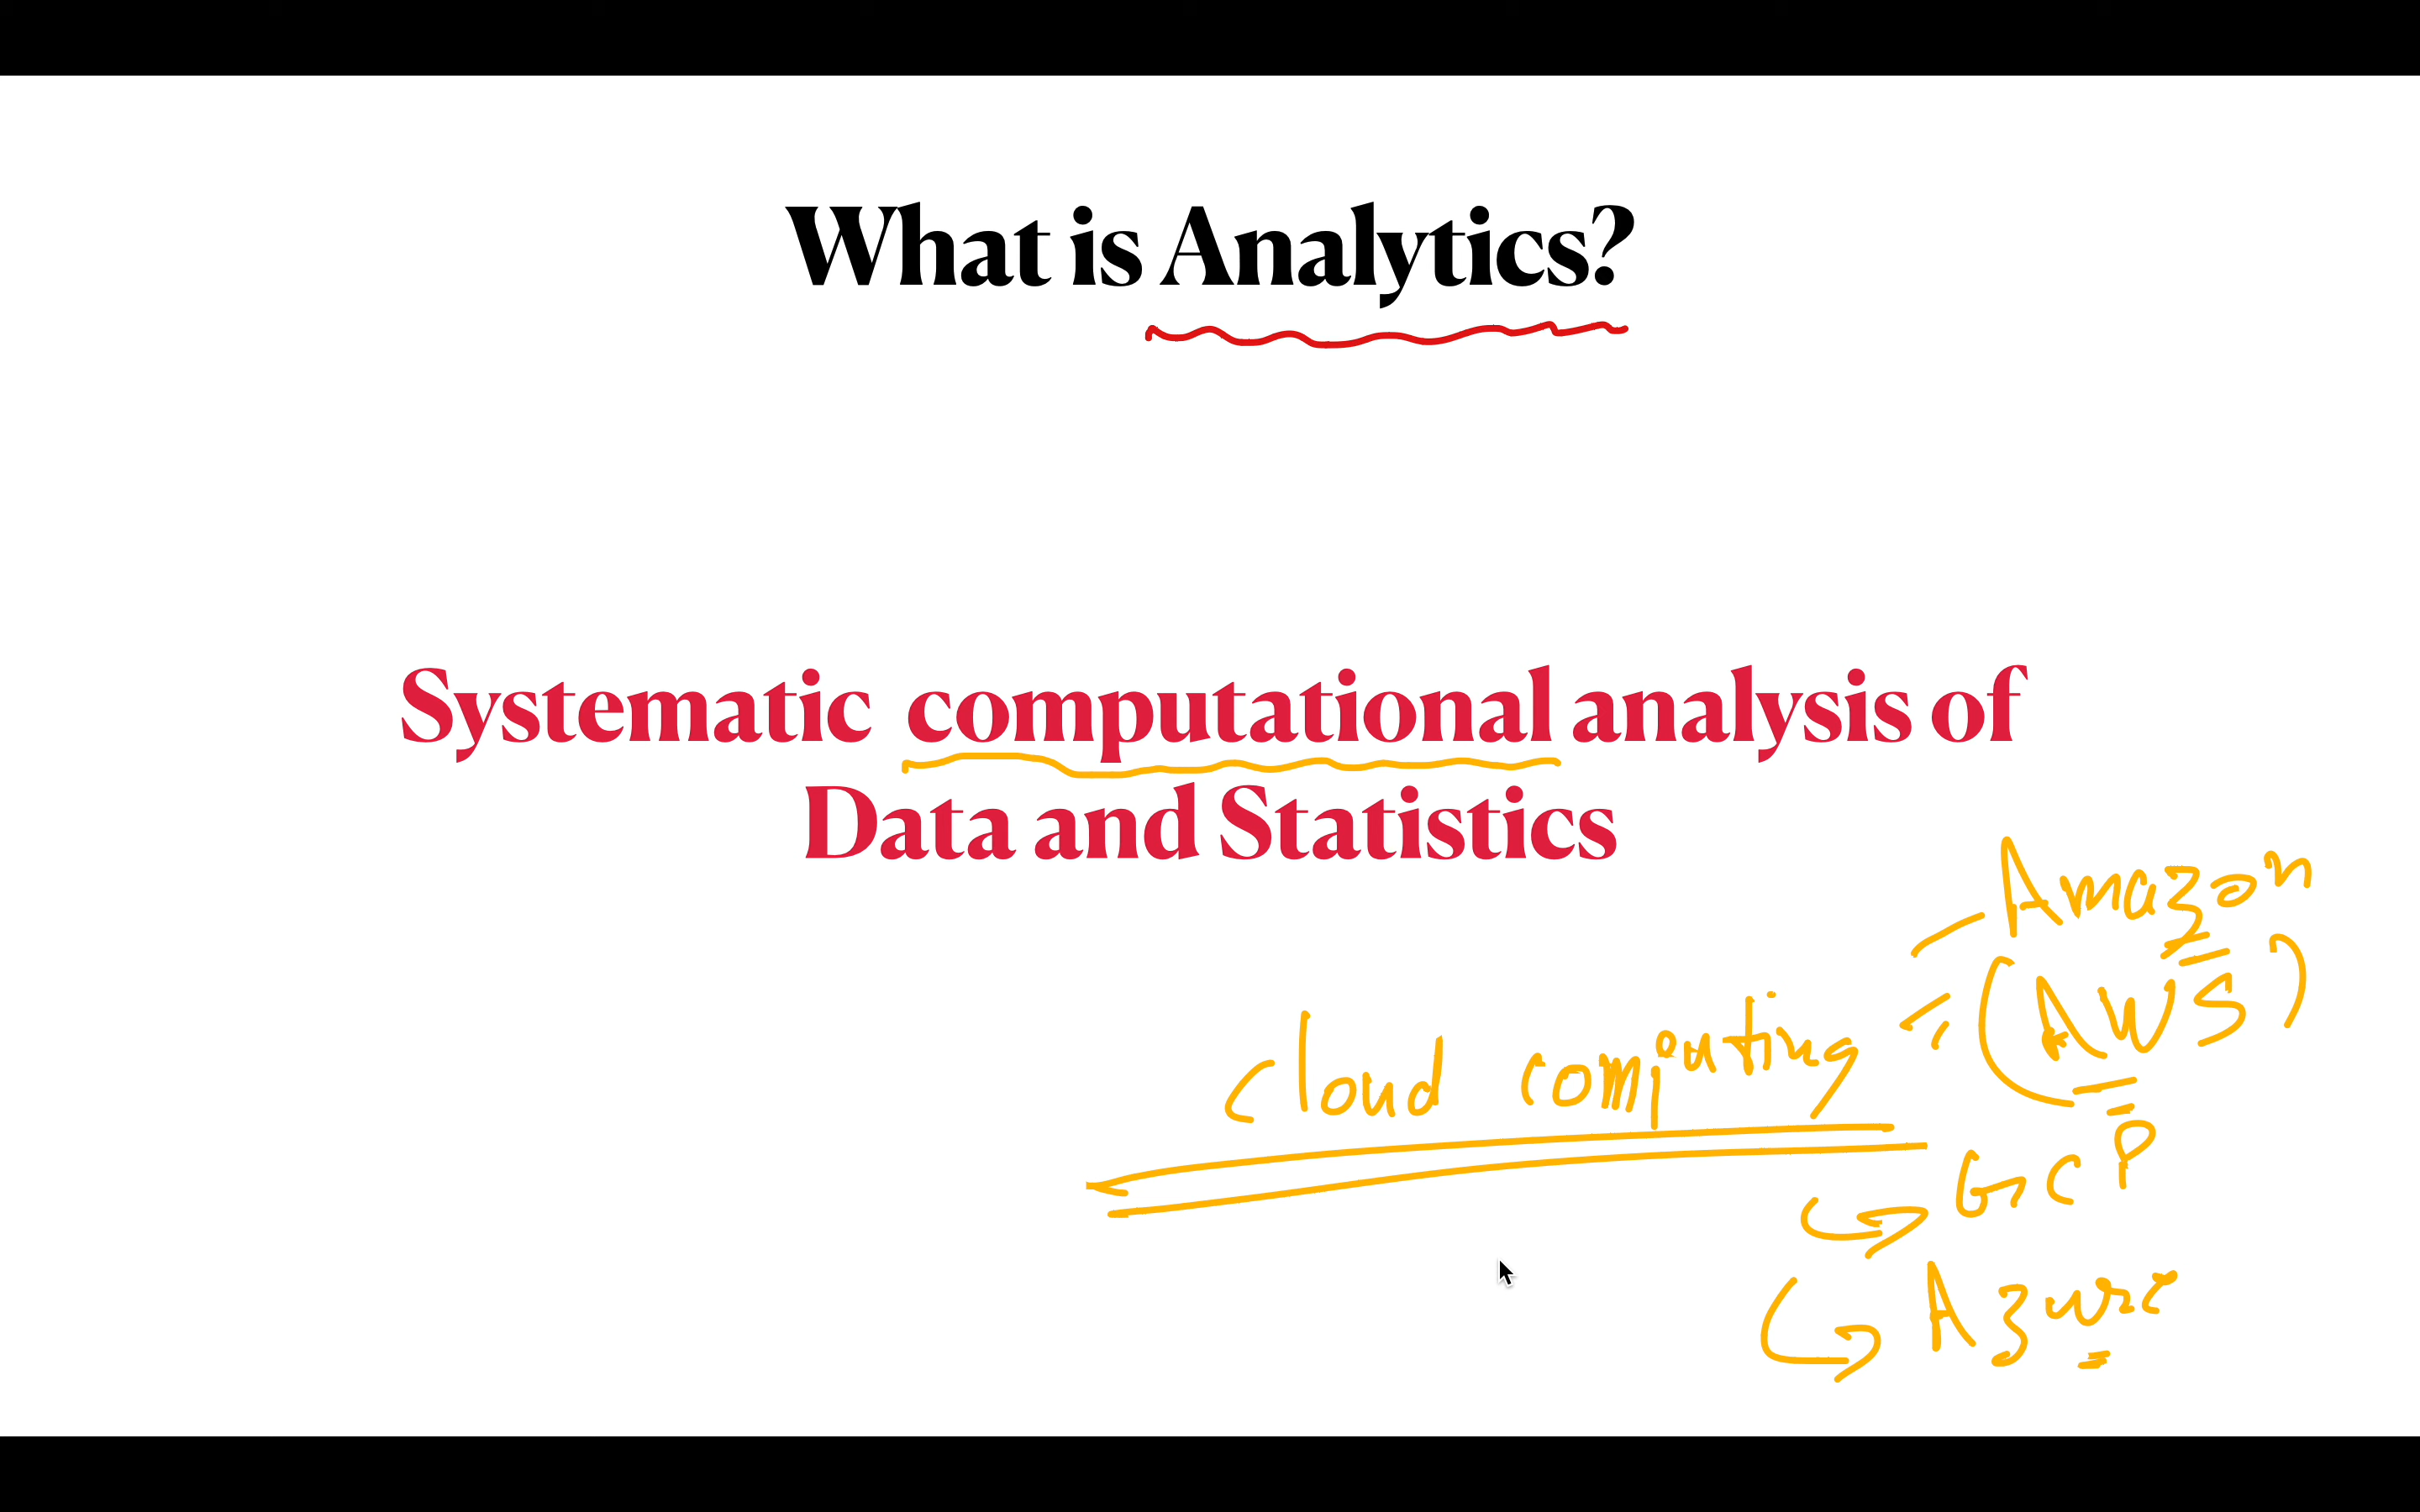 What is Analytics?
Systematic computational analysis of
Data and Statistics
Amazon
(AWS)
cloud computing
GCP
Azure